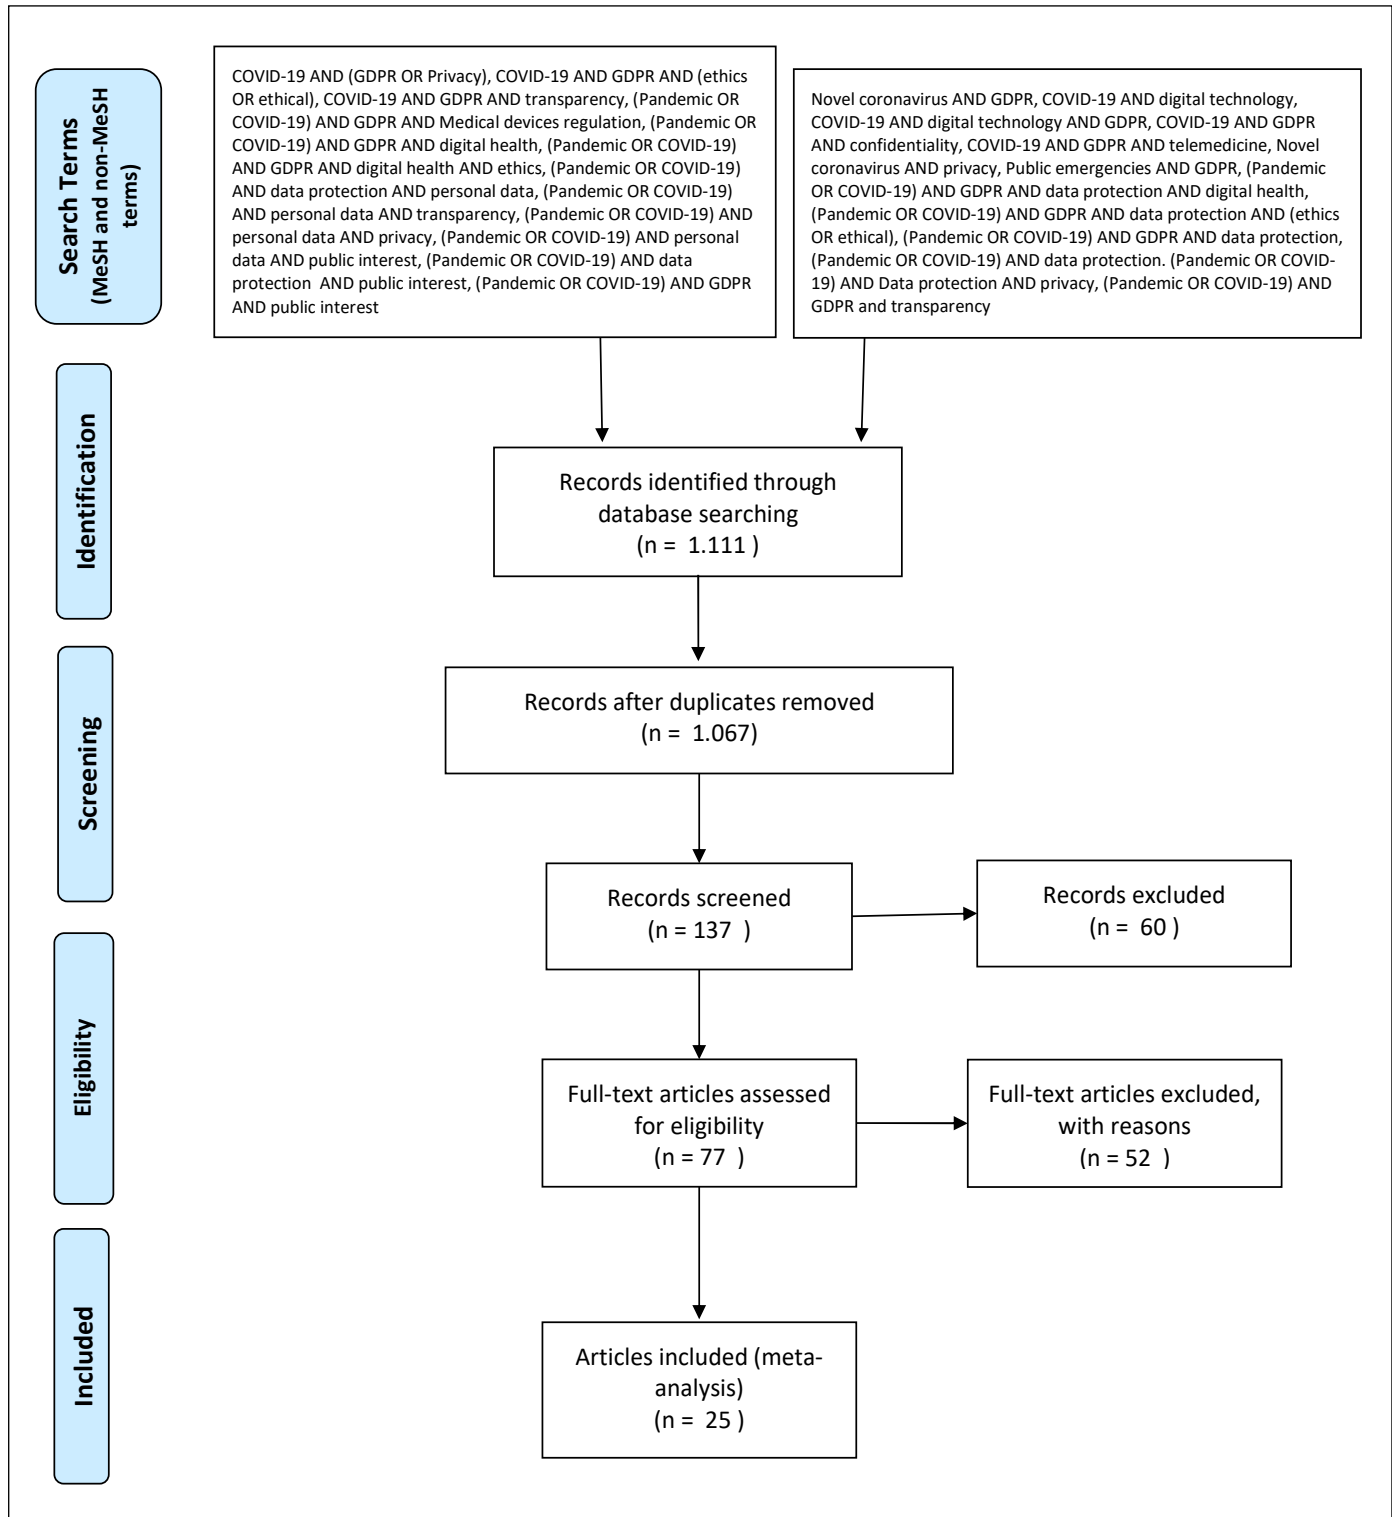 Search Terms
(MeSH and non-MeSH
terms)
COVID-19 AND (GDPR OR Privacy), COVID-19 AND GDPR AND (ethics
OR ethical), COVID-19 AND GDPR AND transparency, (Pandemic OR
COVID-19) AND GDPR AND Medical devices regulation, (Pandemic OR
COVID-19) AND GDPR AND digital health, (Pandemic OR COVID-19)
AND GDPR AND digital health AND ethics, (Pandemic OR COVID-19)
AND data protection AND personal data, (Pandemic OR COVID-19)
AND personal data AND transparency, (Pandemic OR COVID-19) AND
personal data AND privacy, (Pandemic OR COVID-19) AND personal
data AND public interest, (Pandemic OR COVID-19) AND data
protection  AND public interest, (Pandemic OR COVID-19) AND GDPR
AND public interest
Novel coronavirus AND GDPR, COVID-19 AND digital technology,
COVID-19 AND digital technology AND GDPR, COVID-19 AND GDPR
AND confidentiality, COVID-19 AND GDPR AND telemedicine, Novel
coronavirus AND privacy, Public emergencies AND GDPR, (Pandemic
OR COVID-19) AND GDPR AND data protection AND digital health,
(Pandemic OR COVID-19) AND GDPR AND data protection AND (ethics
OR ethical), (Pandemic OR COVID-19) AND GDPR AND data protection,
(Pandemic OR COVID-19) AND data protection. (Pandemic OR COVID-
19) AND Data protection AND privacy, (Pandemic OR COVID-19) AND
GDPR and transparency
Identification
Records identified through
database searching
(n =  1.111 )
Screening
Records after duplicates removed
(n =  1.067)
Records screened
(n = 137  )
Records excluded
(n =  60 )
Eligibility
Full-text articles assessed
for eligibility
(n = 77  )
Full-text articles excluded,
with reasons
(n = 52  )
Included
Articles included (meta-
analysis)
(n =  25 )